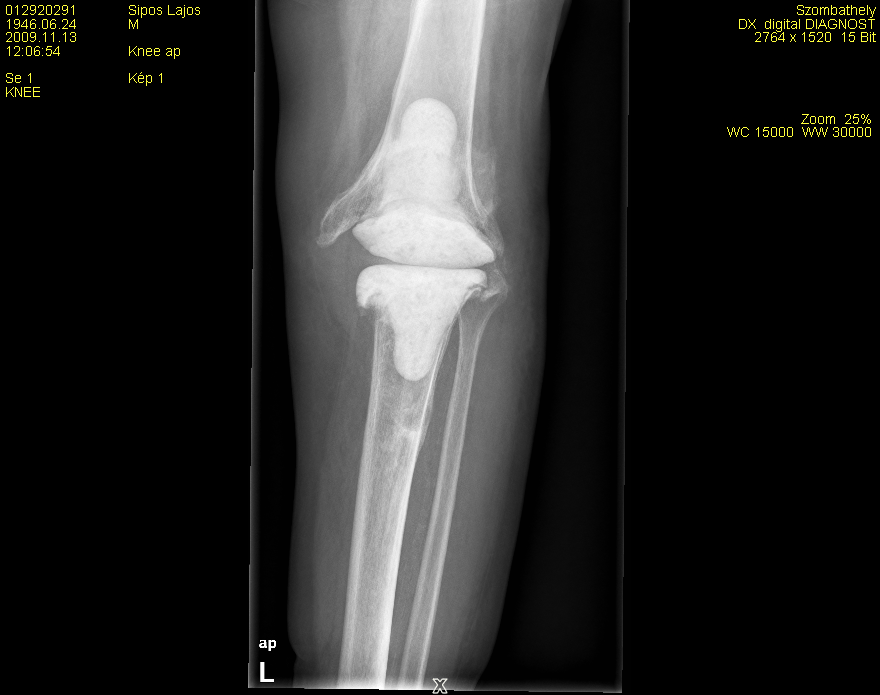 012920291 Sipos Lajos
1946.06.24 M
2009.11.13
12:06:54 Knee ap
Se 1 Kép 1
KNEE
Szombathely
DX digital DIAGNOST
2764 x 1520 15 Bit
Zoom 25%
WC 15000 WW 30000
ap
L
X